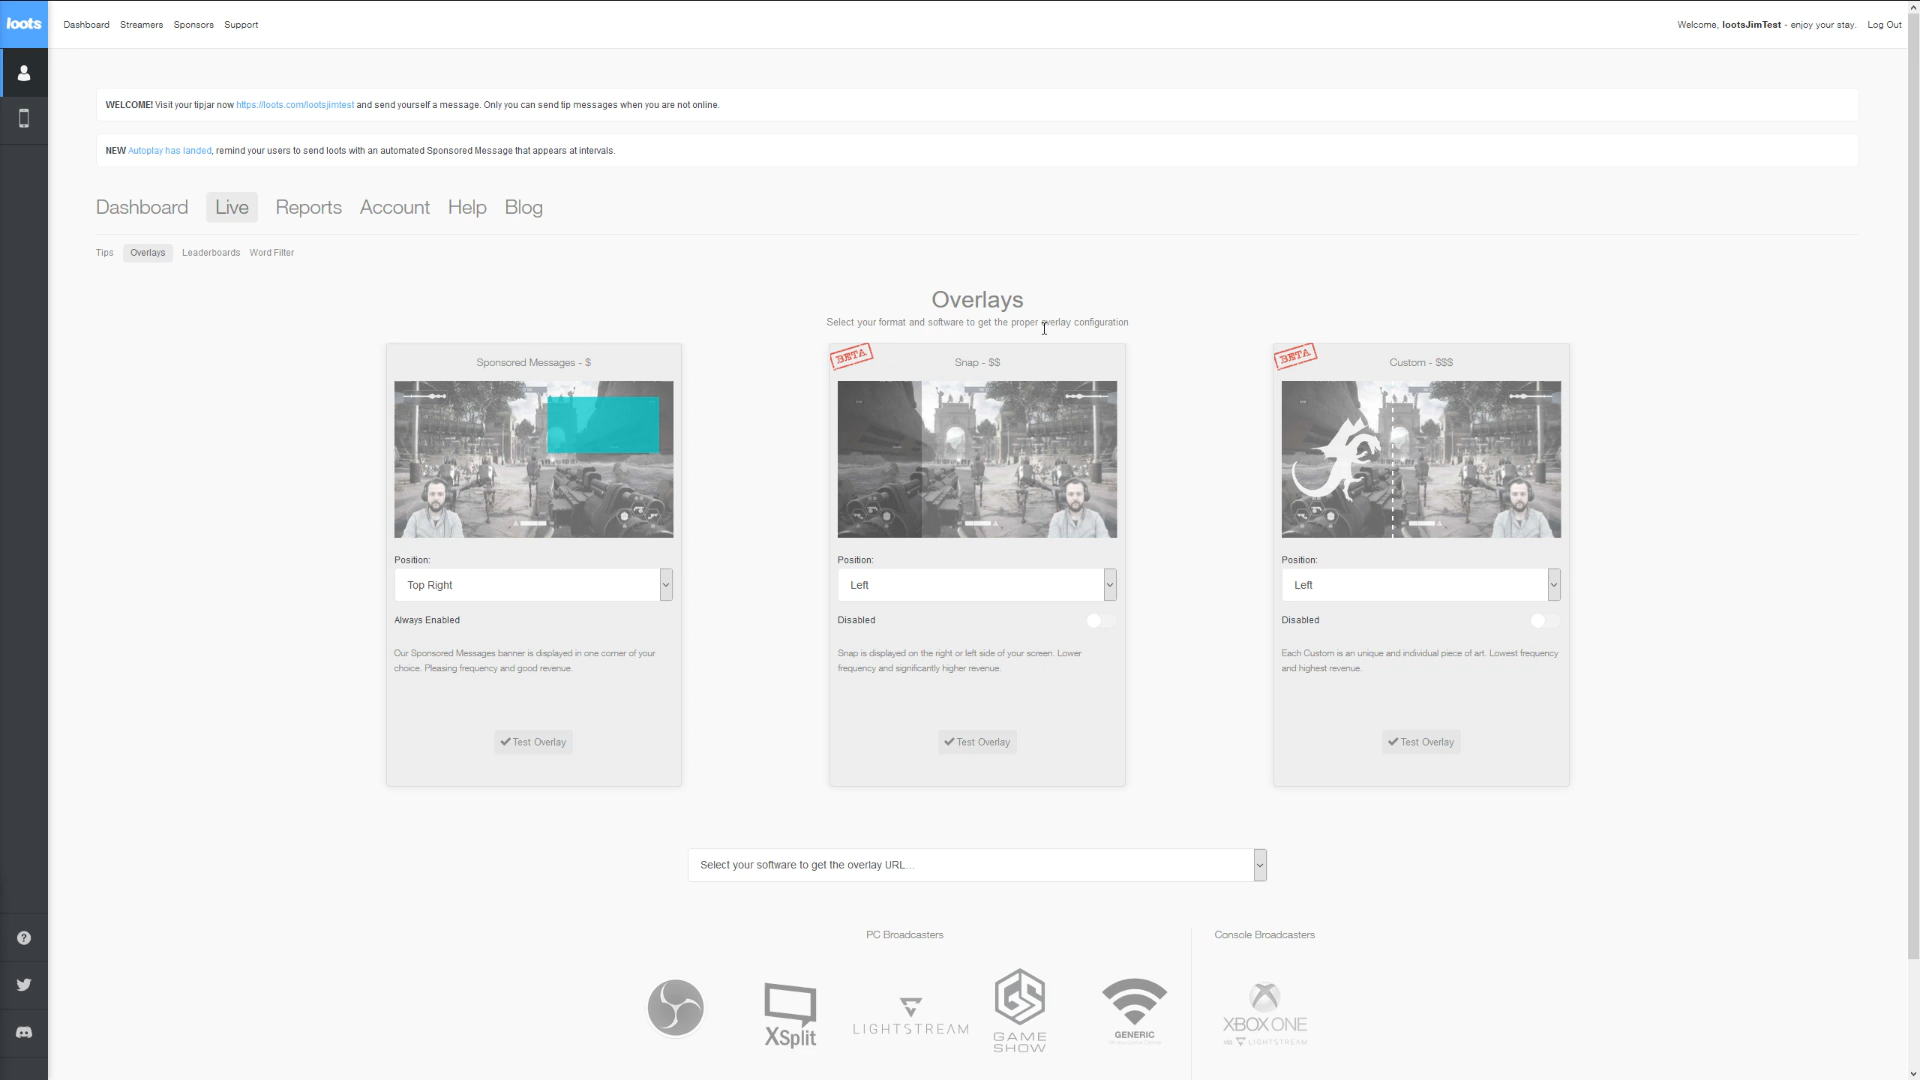 loots
Dashboard Streamers Sponsors Support
Welcome, lootsJimTest - enjoy your stay. Log Out
WELCOME! Visit your tipjar now https://loots.com/lootsjimtest and send yourself a message. Only you can send tip messages when you are not online.
NEW Autoplay has landed, remind your users to send loots with an automated Sponsored Message that appears at intervals.
Dashboard Live Reports Account Help Blog
Tips Overlays Leaderboards Word Filter
Overlays
Select your format and software to get the proper overlay configuration
Sponsored Messages - $
Position:
Top Right
Always Enabled
Our Sponsored Messages banner is displayed in one corner of your
choice. Pleasing frequency and good revenue.
Test Overlay
BETA
Snap - $$
Position:
Left
Disabled
Snap is displayed on the right or left side of your screen. Lower
frequency and significantly higher revenue.
Test Overlay
BETA
Custom - $$$
Position:
Left
Disabled
Each Custom is an unique and individual piece of art. Lowest frequency
and highest revenue.
Test Overlay
Select your software to get the overlay URL...
PC Broadcasters
Console Broadcasters
XSplit
LIGHTSTREAM
GS
GAME
SHOW
GENERIC
XBOX ONE
VIA LIGHTSTREAM